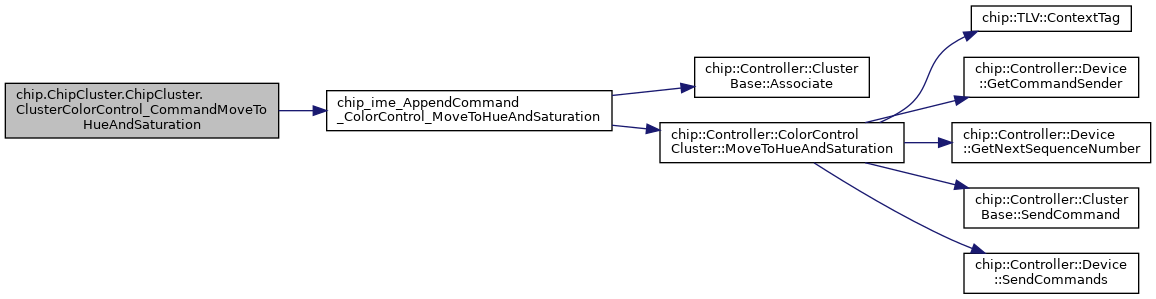 chip.ChipCluster.ChipCluster.
ClusterColorControl_CommandMoveTo
HueAndSaturation
chip_ime_AppendCommand
_ColorControl_MoveToHueAndSaturation
chip::Controller::Cluster
Base::Associate
chip::Controller::ColorControl
Cluster::MoveToHueAndSaturation
chip::TLV::ContextTag
chip::Controller::Device
::GetCommandSender
chip::Controller::Device
::GetNextSequenceNumber
chip::Controller::Cluster
Base::SendCommand
chip::Controller::Device
::SendCommands